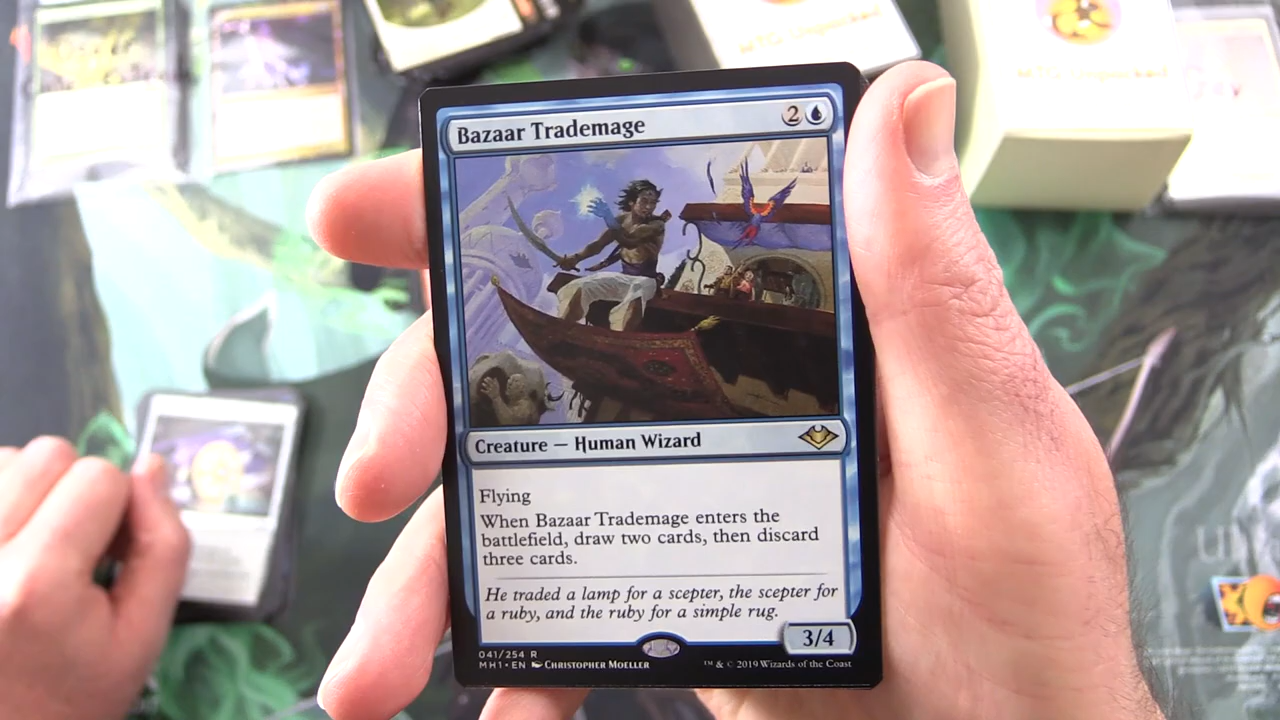 Bazaar Trademage 2
Creature — Human Wizard
Flying
When Bazaar Trademage enters the
battlefield, draw two cards, then discard
three cards.
He traded a lamp for a scepter, the scepter for
a ruby, and the ruby for a simple rug.
3/4
041/254 R
MH1 • EN Christopher Moeller
™ & © 2019 Wizards of the Coast